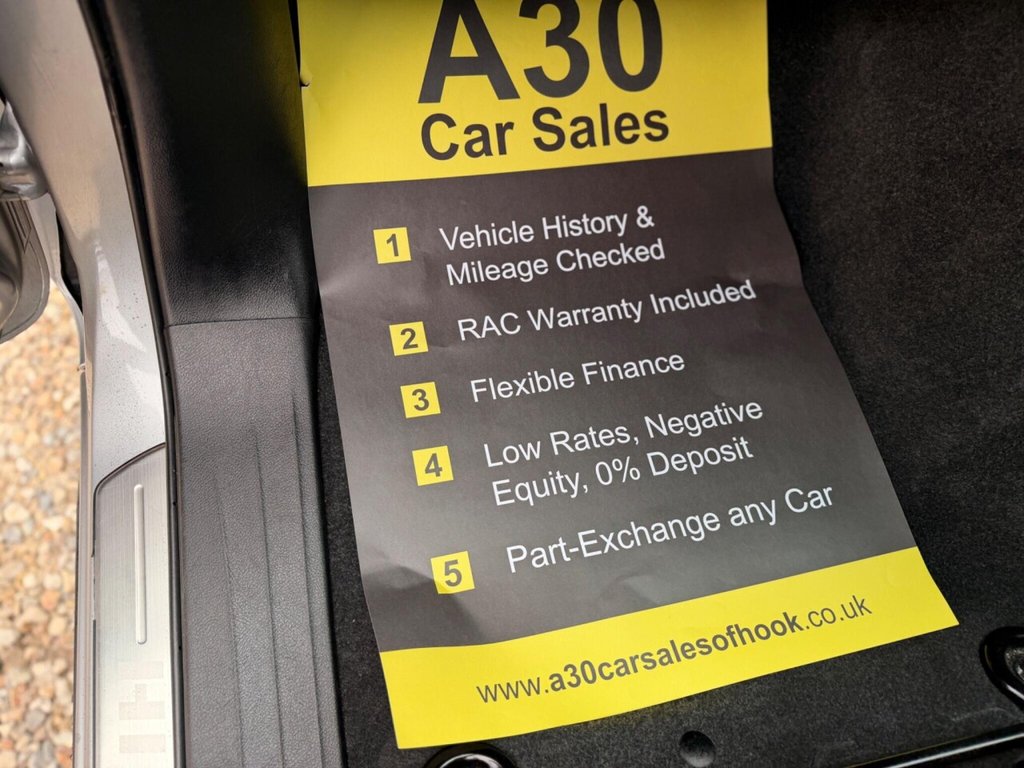 A30
Car Sales
1 Vehicle History &
Mileage Checked
2 RAC Warranty Included
3 Flexible Finance
4 Low Rates, Negative
Equity, 0% Deposit
5 Part-Exchange any Car
www.a30carsalesofhook.co.uk